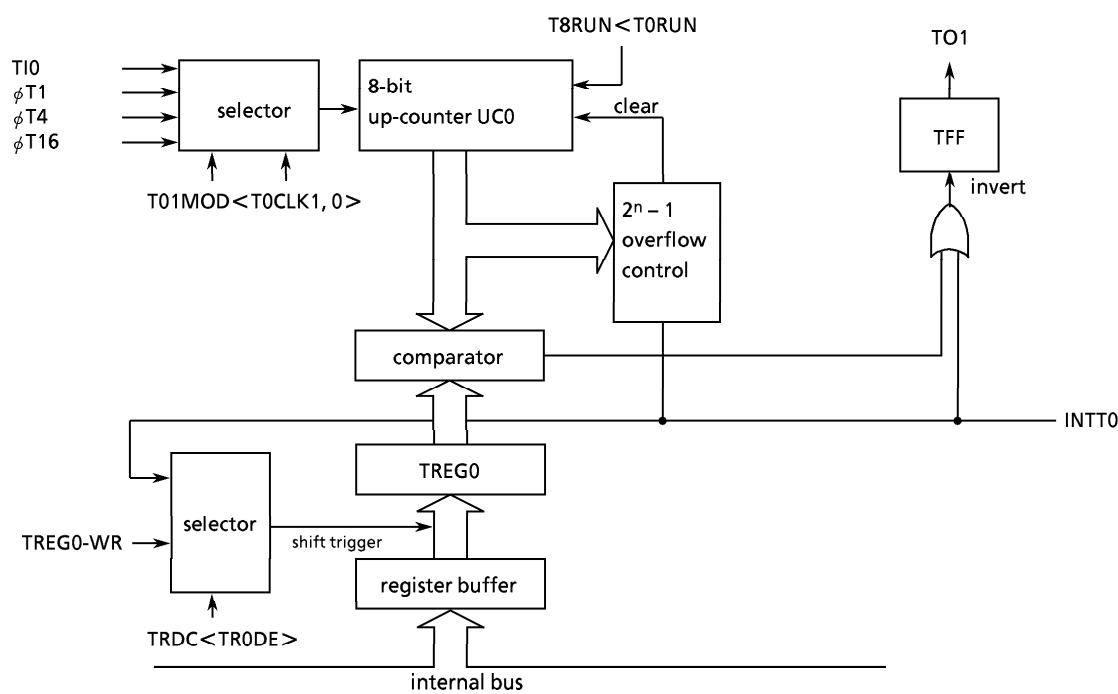 T8RUN<T0RUN
TO1
TI0
φT1
φT4
φT16
selector
8-bit
up-counter UC0
clear
TFF
invert
T01MOD<T0CLK1, 0>
2ⁿ – 1
overflow
control
comparator
INTT0
TREG0
selector
TREG0-WR
shift trigger
register buffer
TRDC<TR0DE>
internal bus